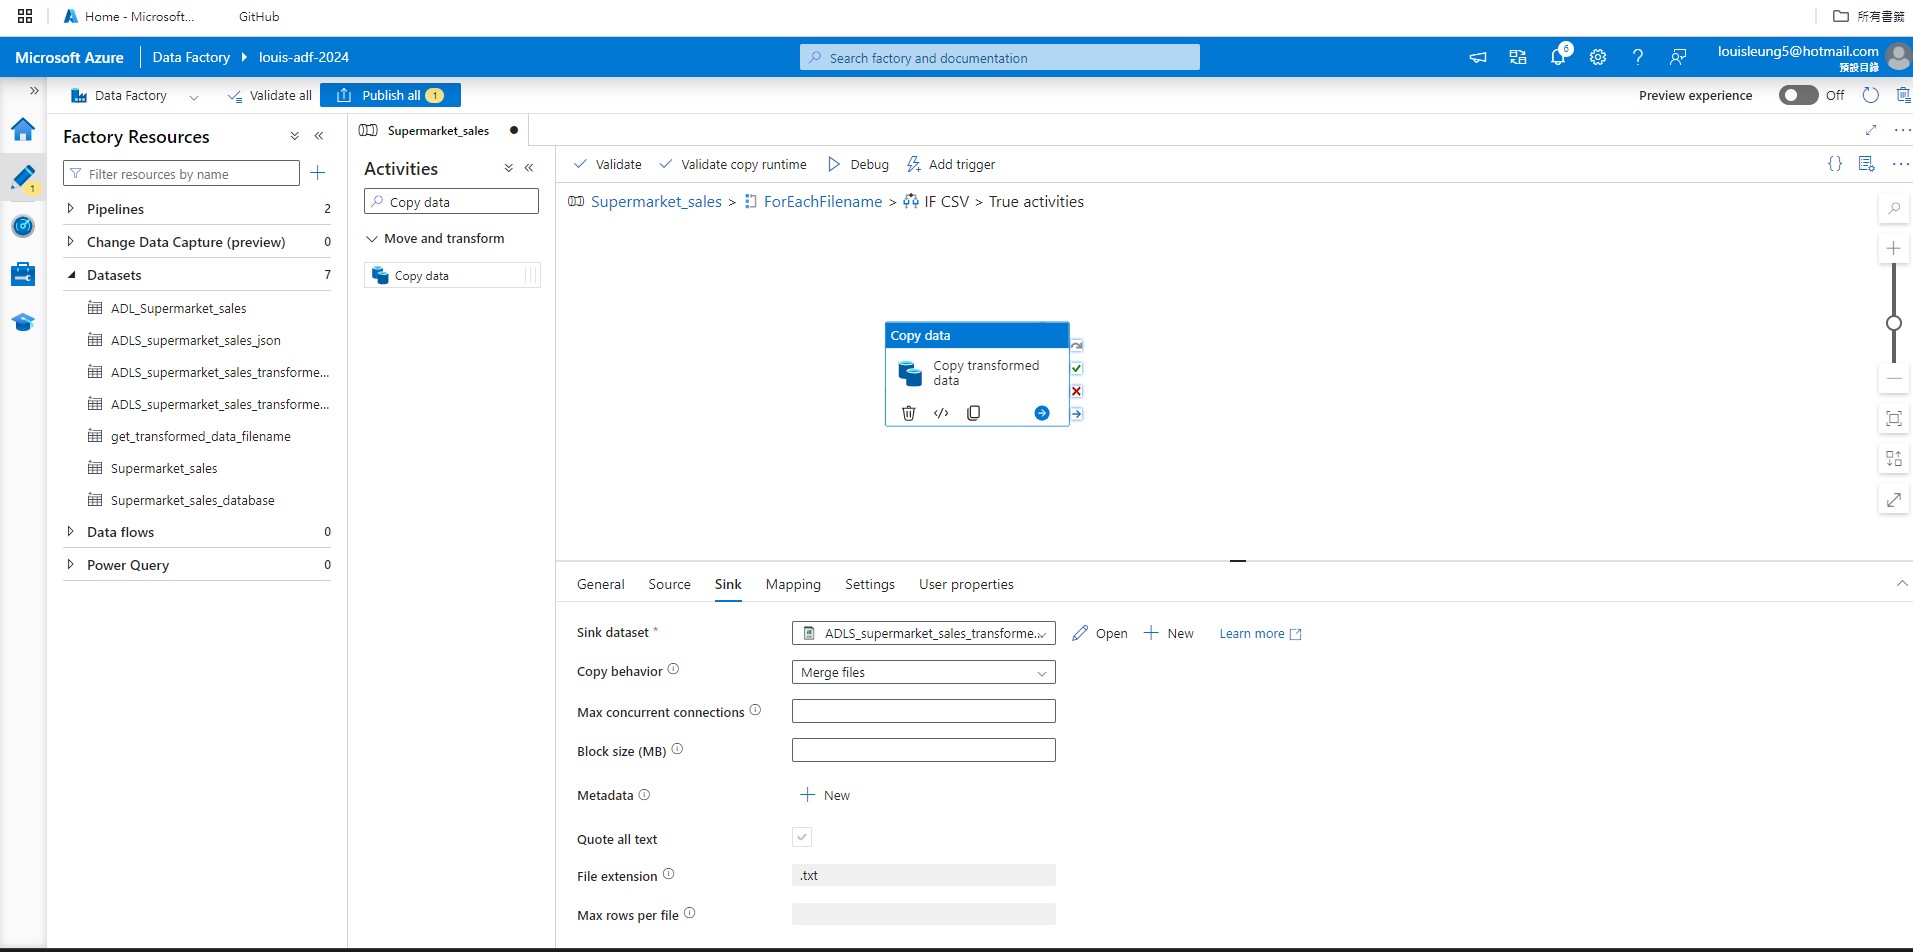 Home - Microsoft...
GitHub
所有書籤
Microsoft Azure
Data Factory
louis-adf-2024
Search factory and documentation
6
louisleung5@hotmail.com
預設目錄
Data Factory
Validate all
Publish all 1
Preview experience
Off
1
Factory Resources
Filter resources by name
Pipelines 2
Change Data Capture (preview) 0
Datasets 7
ADL_Supermarket_sales
ADLS_supermarket_sales_json
ADLS_supermarket_sales_transforme...
ADLS_supermarket_sales_transforme...
get_transformed_data_filename
Supermarket_sales
Supermarket_sales_database
Data flows 0
Power Query 0
Supermarket_sales
Activities
Copy data
Move and transform
Copy data
Validate
Validate copy runtime
Debug
Add trigger
Supermarket_sales > ForEachFilename > IF CSV > True activities
Copy data
Copy transformed
data
General
Source
Sink
Mapping
Settings
User properties
Sink dataset *
ADLS_supermarket_sales_transforme...
Open
New
Learn more
Copy behavior
Merge files
Max concurrent connections
Block size (MB)
Metadata
New
Quote all text
File extension
.txt
Max rows per file